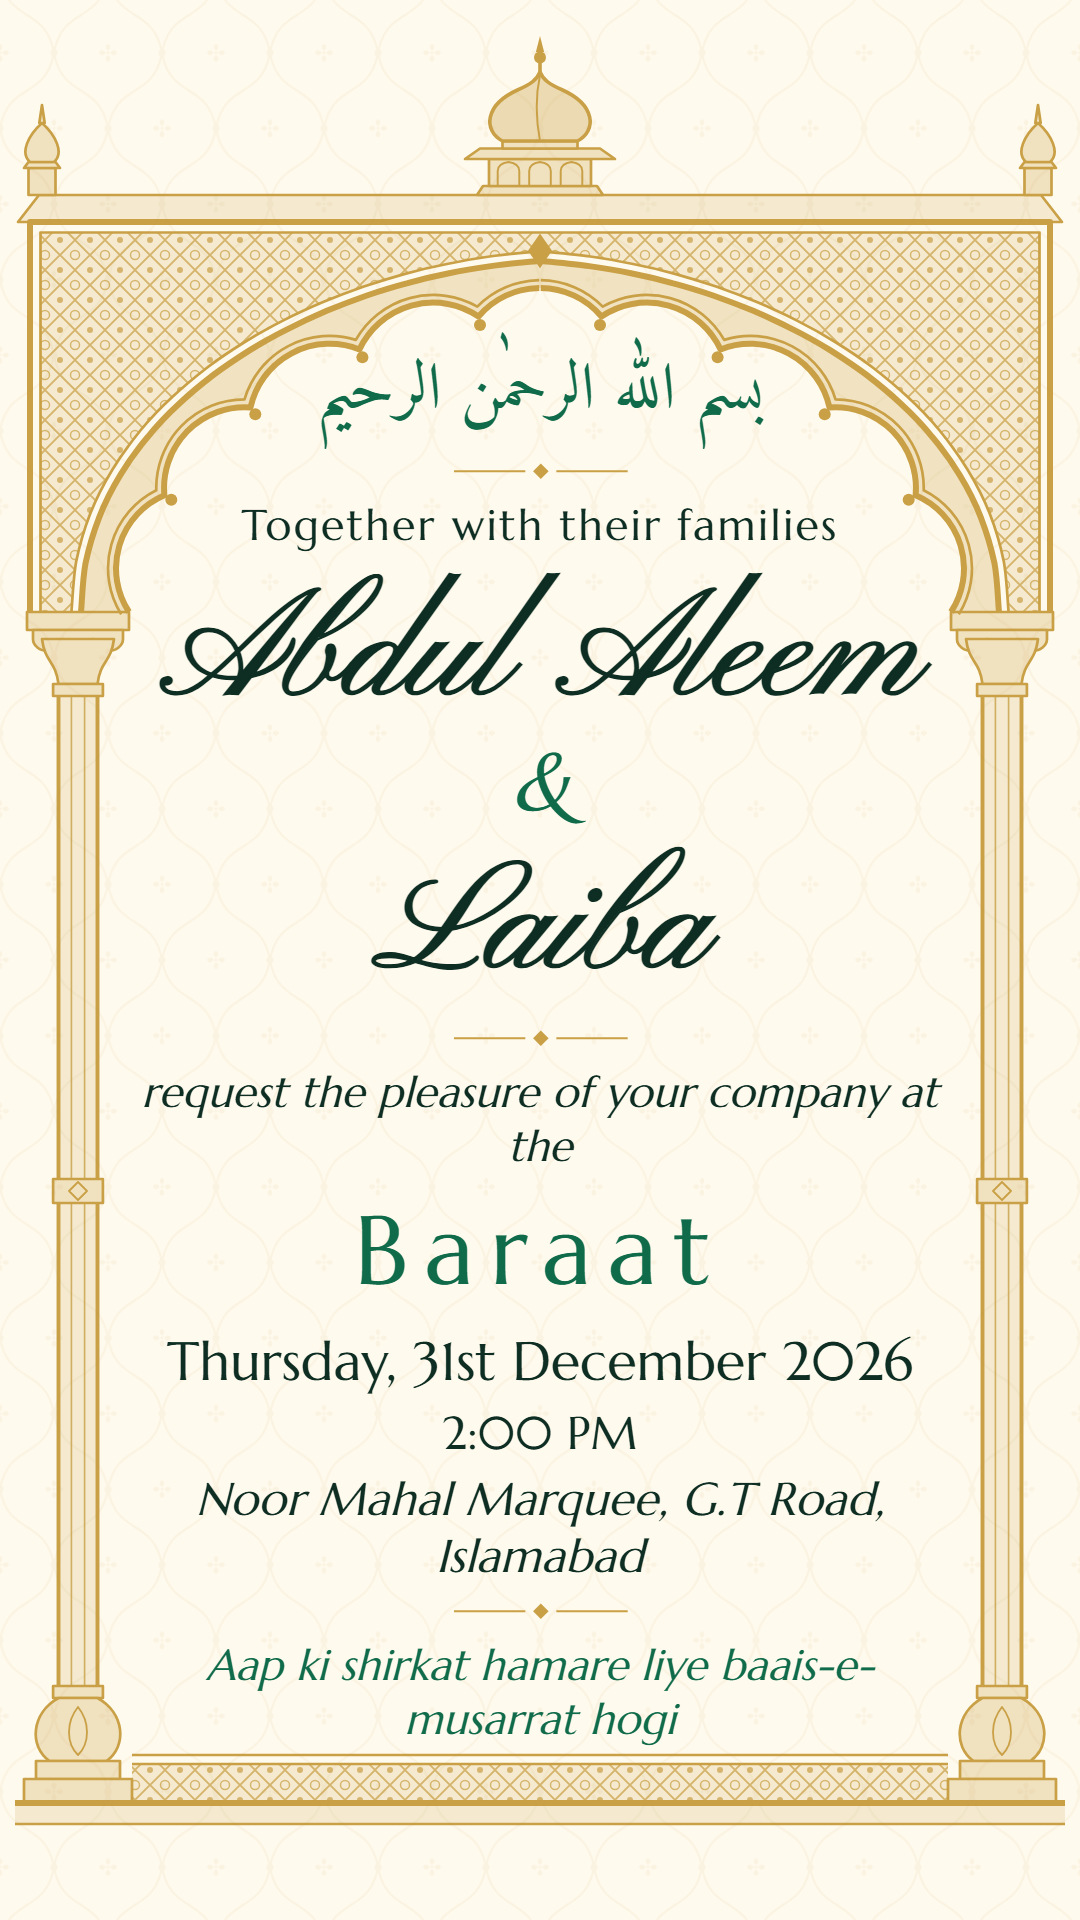 بسم الله الرحمٰن الرحيم
Together with their families
Abdul Aleem
&
Laiba
request the pleasure of your company at
the
Baraat
Thursday, 31st December 2026
2:00 PM
Noor Mahal Marquee, G.T Road,
Islamabad
Aap ki shirkat hamare liye baais-e-
musarrat hogi